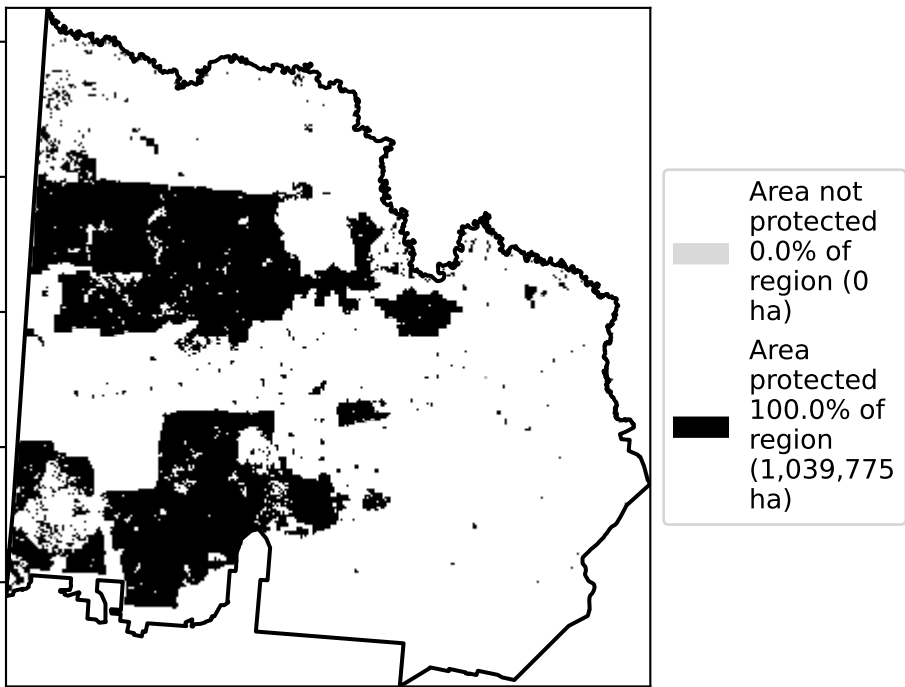 Area not
protected
0.0% of
region (0
ha)
Area
protected
100.0% of
region
(1,039,775
ha)